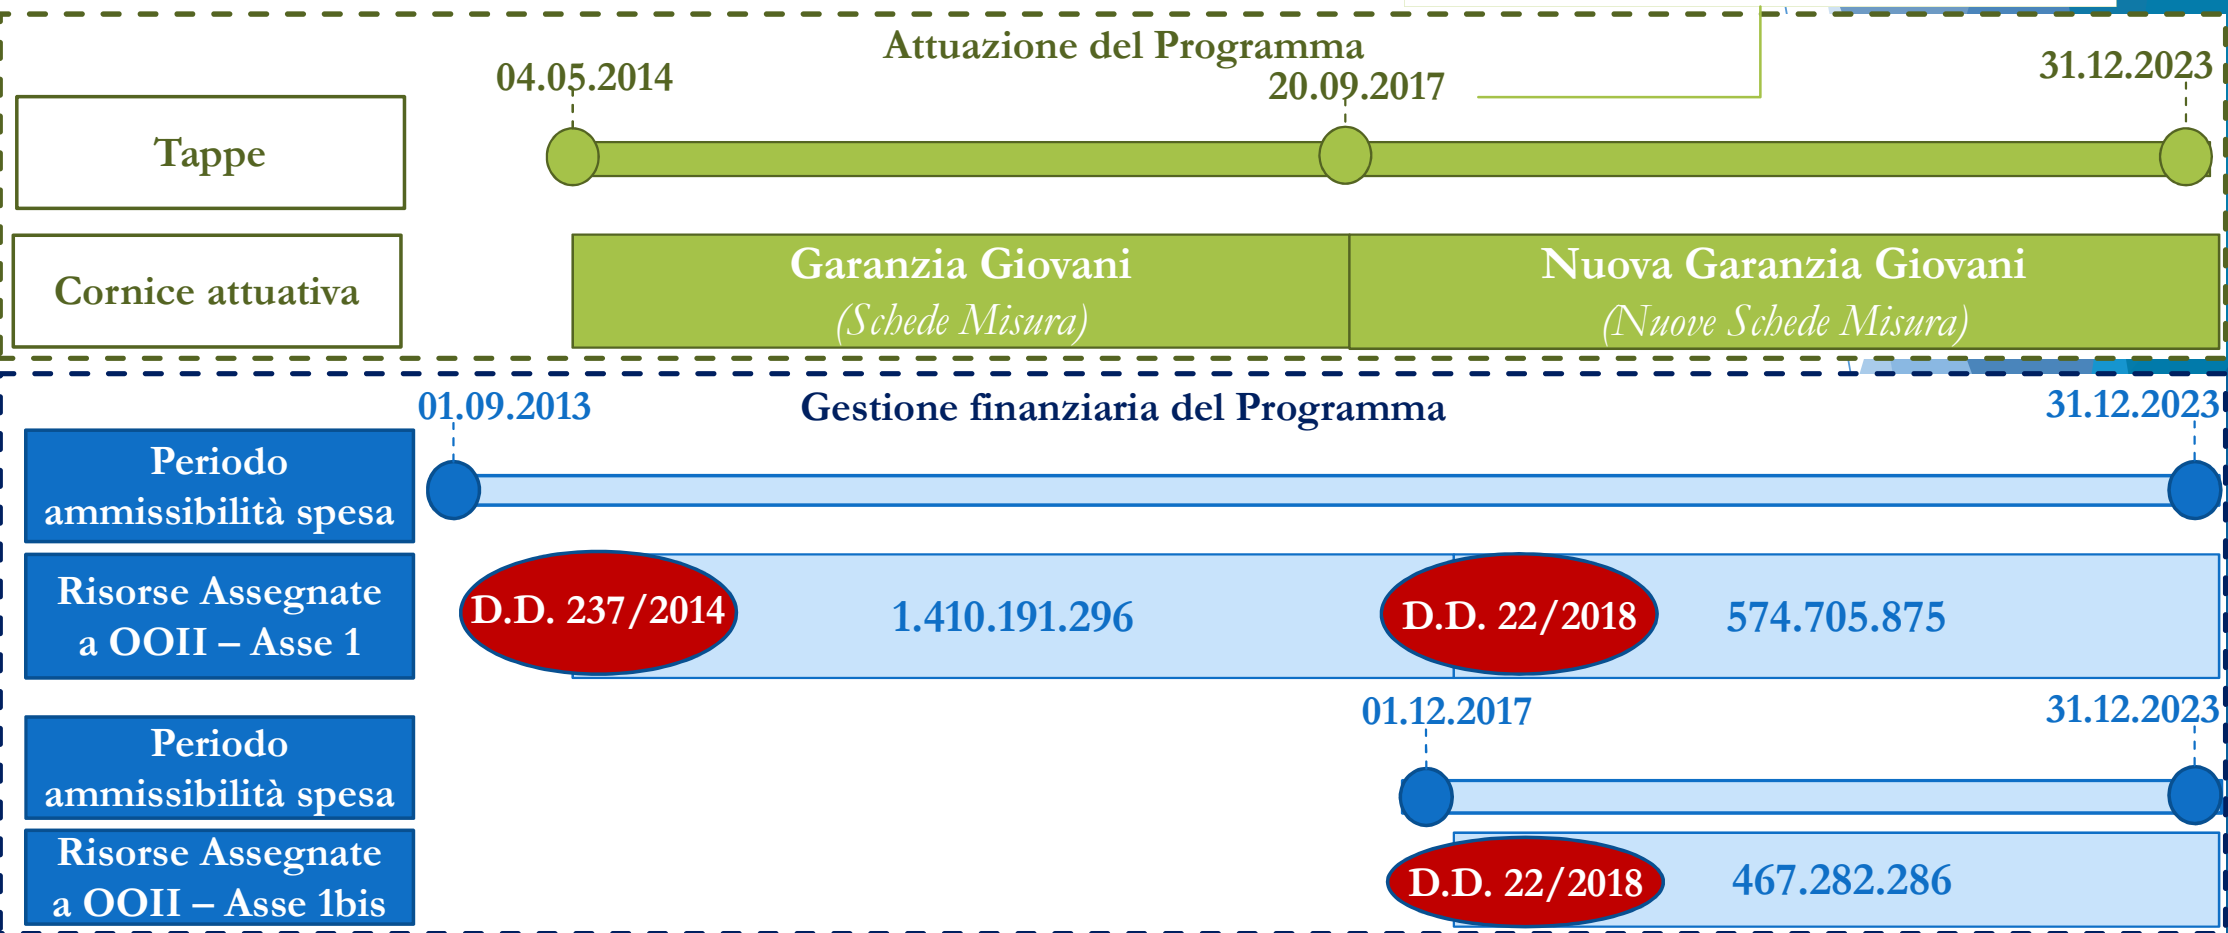 Attuazione del Programma
04.05.2014
20.09.2017
31.12.2023
Tappe
Cornice attuativa
Garanzia Giovani
(Schede Misura)
Nuova Garanzia Giovani
(Nuove Schede Misura)
Gestione finanziaria del Programma
01.09.2013
31.12.2023
Periodo
ammissibilità spesa
Risorse Assegnate
a OOII – Asse 1
D.D. 237/2014
1.410.191.296
D.D. 22/2018
574.705.875
01.12.2017
31.12.2023
Periodo
ammissibilità spesa
Risorse Assegnate
a OOII – Asse 1bis
D.D. 22/2018
467.282.286